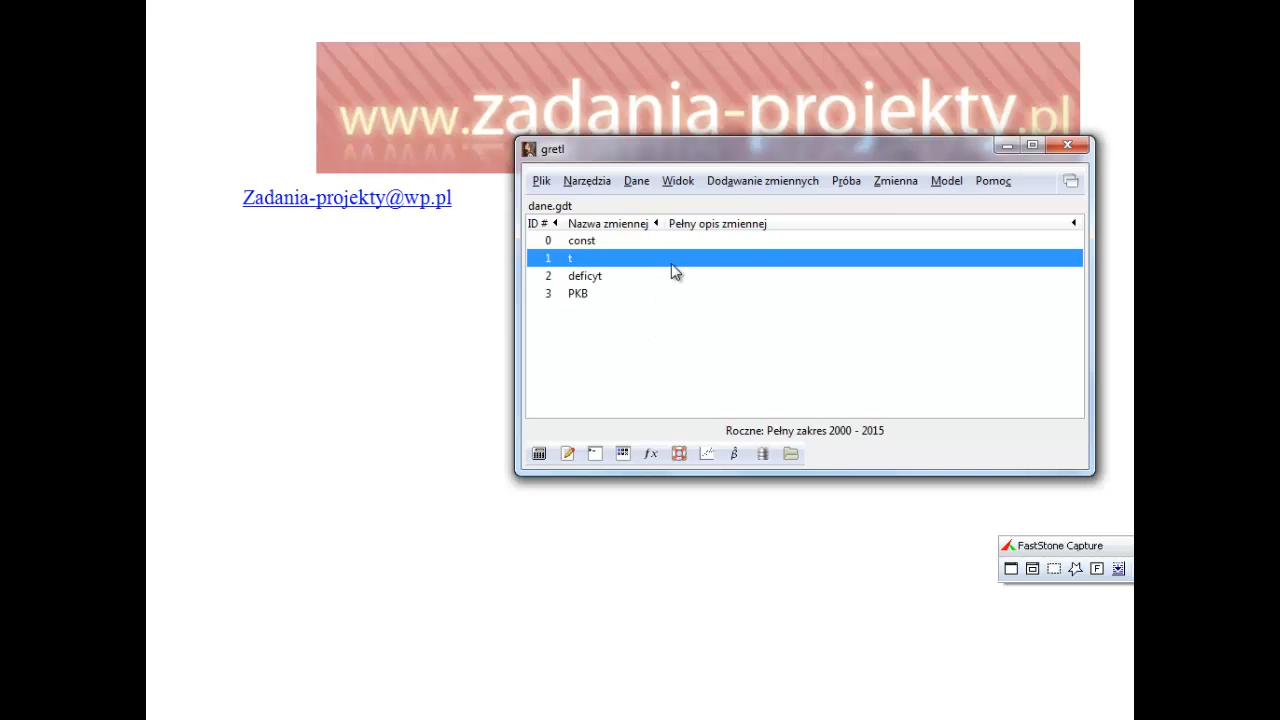 www.zadania-projekty.pl
Zadania-projekty@wp.pl
gretl
Plik Narzędzia Dane Widok Dodawanie zmiennych Próba Zmienna Model Pomoc
dane.gdt
ID # Nazwa zmiennej Pełny opis zmiennej
0 const
1 t
2 deficyt
3 PKB
Roczne: Pełny zakres 2000 - 2015
fx β̂
FastStone Capture
F